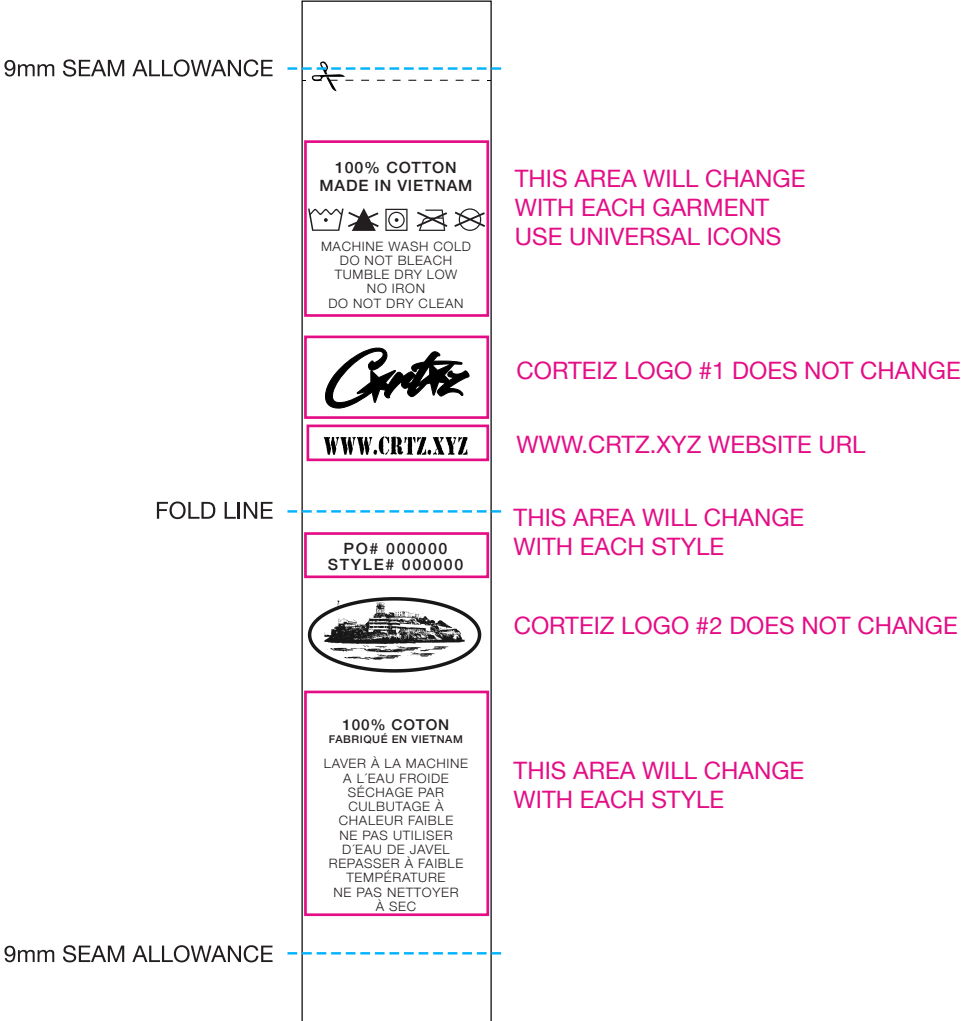 9mm SEAM ALLOWANCE
100% COTTON
MADE IN VIETNAM
MACHINE WASH COLD
DO NOT BLEACH
TUMBLE DRY LOW
NO IRON
DO NOT DRY CLEAN
THIS AREA WILL CHANGE
WITH EACH GARMENT
USE UNIVERSAL ICONS
Crtz
CORTEIZ LOGO #1 DOES NOT CHANGE
WWW.CRTZ.XYZ
WWW.CRTZ.XYZ WEBSITE URL
FOLD LINE
THIS AREA WILL CHANGE
WITH EACH STYLE
PO# 000000
STYLE# 000000
CORTEIZ LOGO #2 DOES NOT CHANGE
100% COTON
FABRIQUÉ EN VIETNAM
LAVER À LA MACHINE
A L´EAU FROIDE
SÉCHAGE PAR
CULBUTAGE À
CHALEUR FAIBLE
NE PAS UTILISER
D´EAU DE JAVEL
REPASSER À FAIBLE
TEMPÉRATURE
NE PAS NETTOYER
À SEC
THIS AREA WILL CHANGE
WITH EACH STYLE
9mm SEAM ALLOWANCE